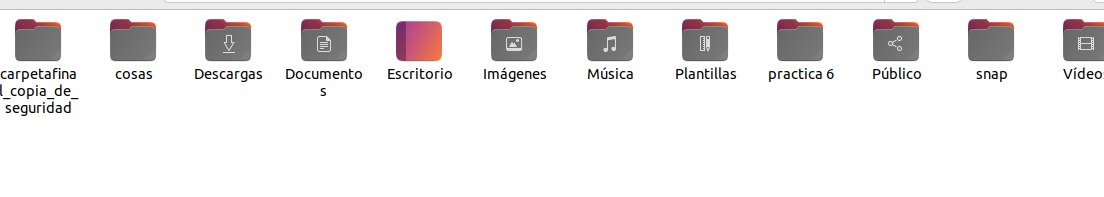 carpetafina
l_copia_de_
seguridad
cosas
Descargas
Documento
s
Escritorio
Imágenes
Música
Plantillas
practica 6
Público
snap
Vídeos